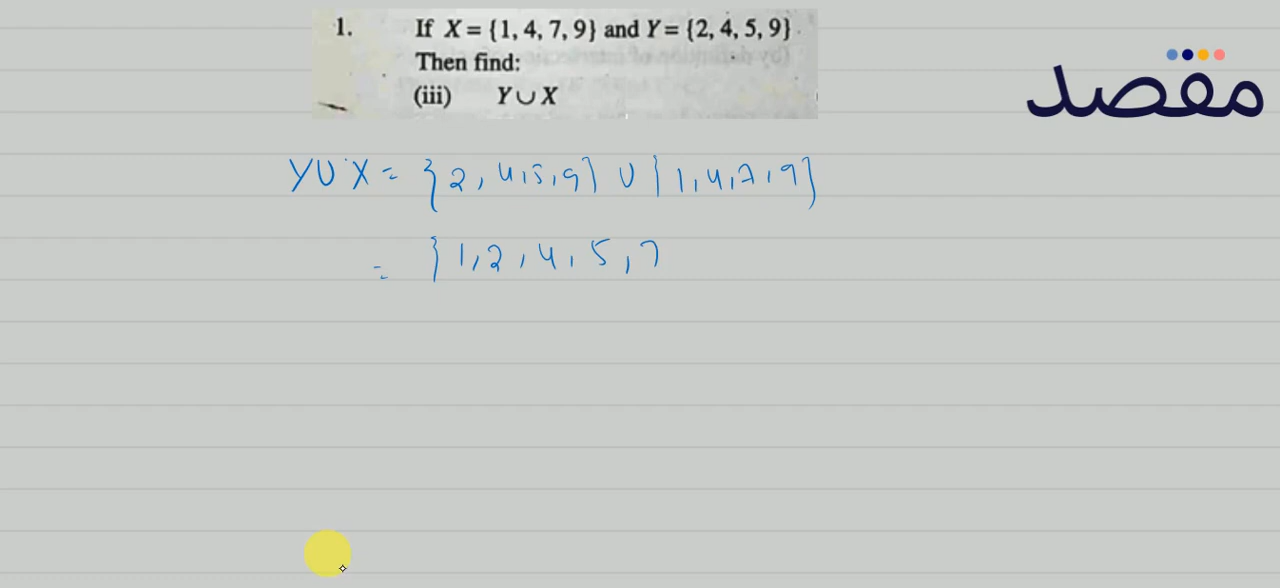 1. If X = {1, 4, 7, 9} and Y = {2, 4, 5, 9}
Then find:
(iii) Y ∪ X
مقصد
Y∪X = {2, 4, 5, 9} ∪ {1, 4, 7, 9}
= {1, 2, 4, 5, 7